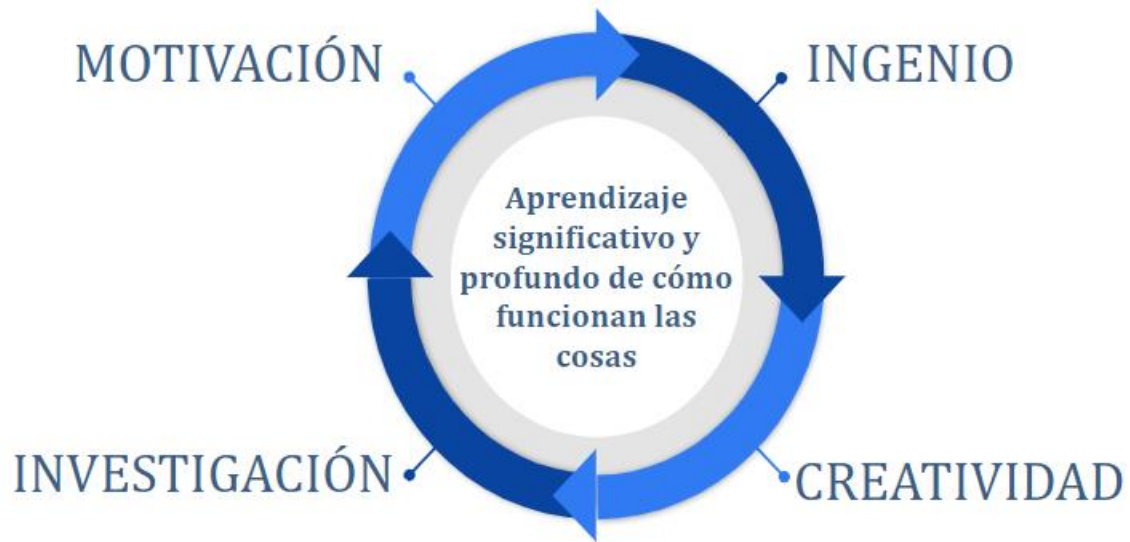 MOTIVACIÓN
INGENIO
Aprendizaje
significativo y
profundo de cómo
funcionan las
cosas
INVESTIGACIÓN
CREATIVIDAD